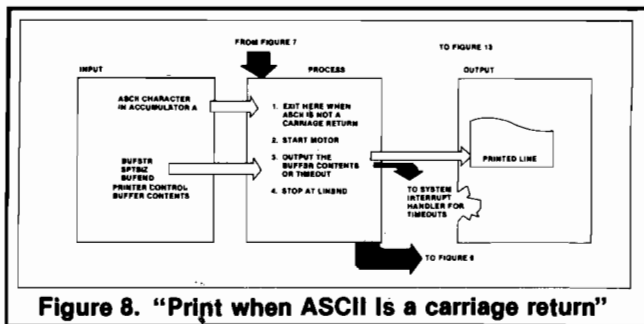 FROM FIGURE 7
TO FIGURE 13
INPUT
PROCESS
OUTPUT
ASCII CHARACTER
IN ACCUMULATOR A
1. EXIT HERE WHEN
ASCII IS NOT A
CARRIAGE RETURN
2. START MOTOR
3. OUTPUT THE
BUFFER CONTENTS
OR TIMEOUT
4. STOP AT LINEND
BUFSTR
SPTBIZ
BUFEND
PRINTER CONTROL
BUFFER CONTENTS
PRINTED LINE
TO SYSTEM
INTERRUPT
HANDLER FOR
TIMEOUTS
Figure 8. "Print when ASCII Is a carriage return"